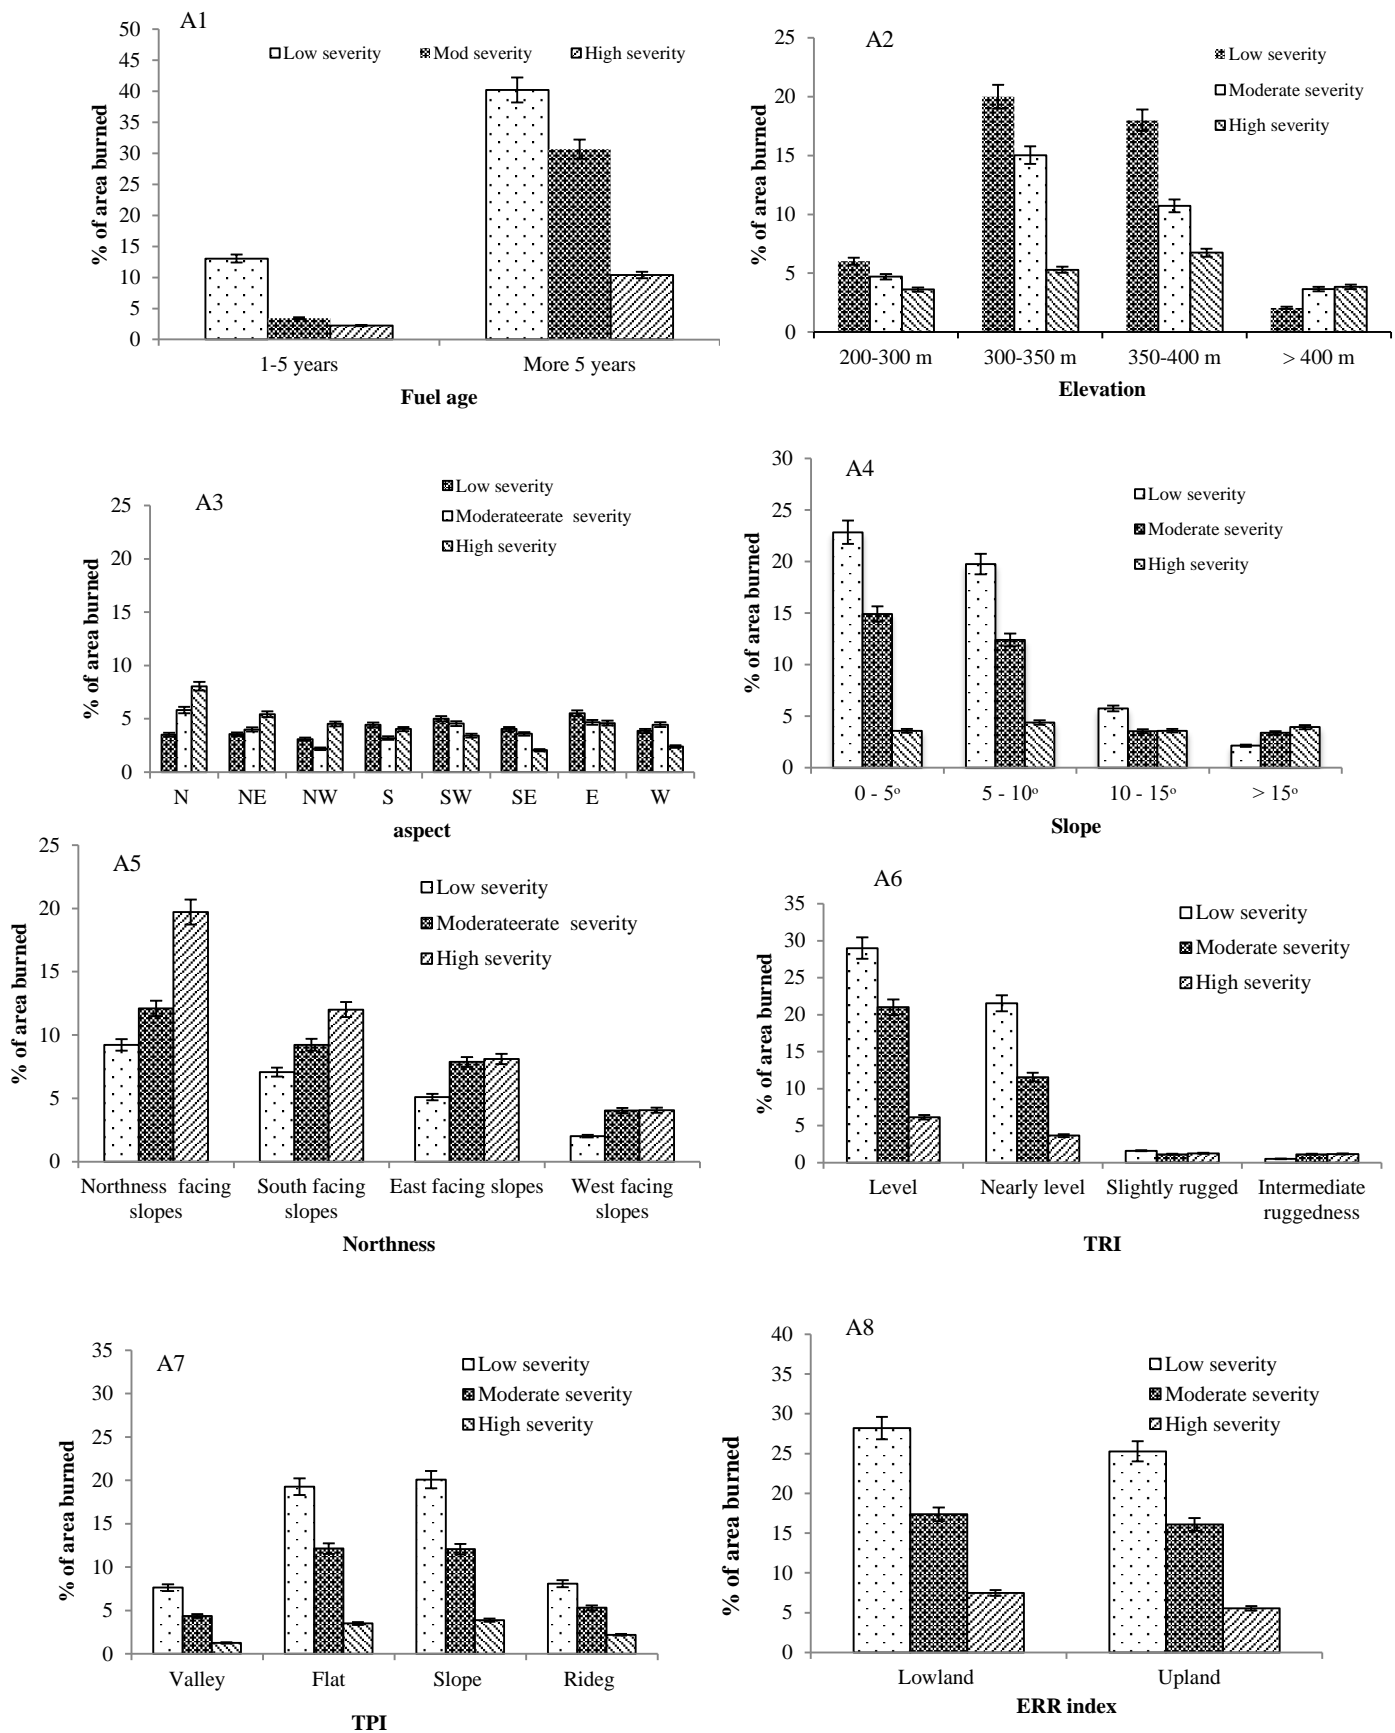 A1
Low severity Mod severity High severity
50
45
40
35
30
25
20
15
10
5
0
% of area burned
1-5 years More 5 years
Fuel age
A2
Low severity
Moderate severity
High severity
25
20
15
10
5
0
% of area burned
200-300 m 300-350 m 350-400 m > 400 m
Elevation
A3
Low severity
Moderateerate severity
High severity
25
20
15
10
5
0
% of area burned
N NE NW S SW SE E W
aspect
A4
Low severity
Moderate severity
High severity
30
25
20
15
10
5
0
% of area burned
0 - 5º 5 - 10º 10 - 15º > 15º
Slope
A5
Low severity
Moderateerate severity
High severity
25
20
15
10
5
0
% of area burned
Northness facing South facing East facing slopes West facing
slopes slopes slopes
Northness
A6
Low severity
Moderate severity
High severity
35
30
25
20
15
10
5
0
% of area burned
Level Nearly level Slightly rugged Intermediate
ruggedness
TRI
A7
Low severity
Moderate severity
High severity
35
30
25
20
15
10
5
0
% of area burned
Valley Flat Slope Rideg
TPI
A8
Low severity
Moderate severity
High severity
40
35
30
25
20
15
10
5
0
% of area burned
Lowland Upland
ERR index